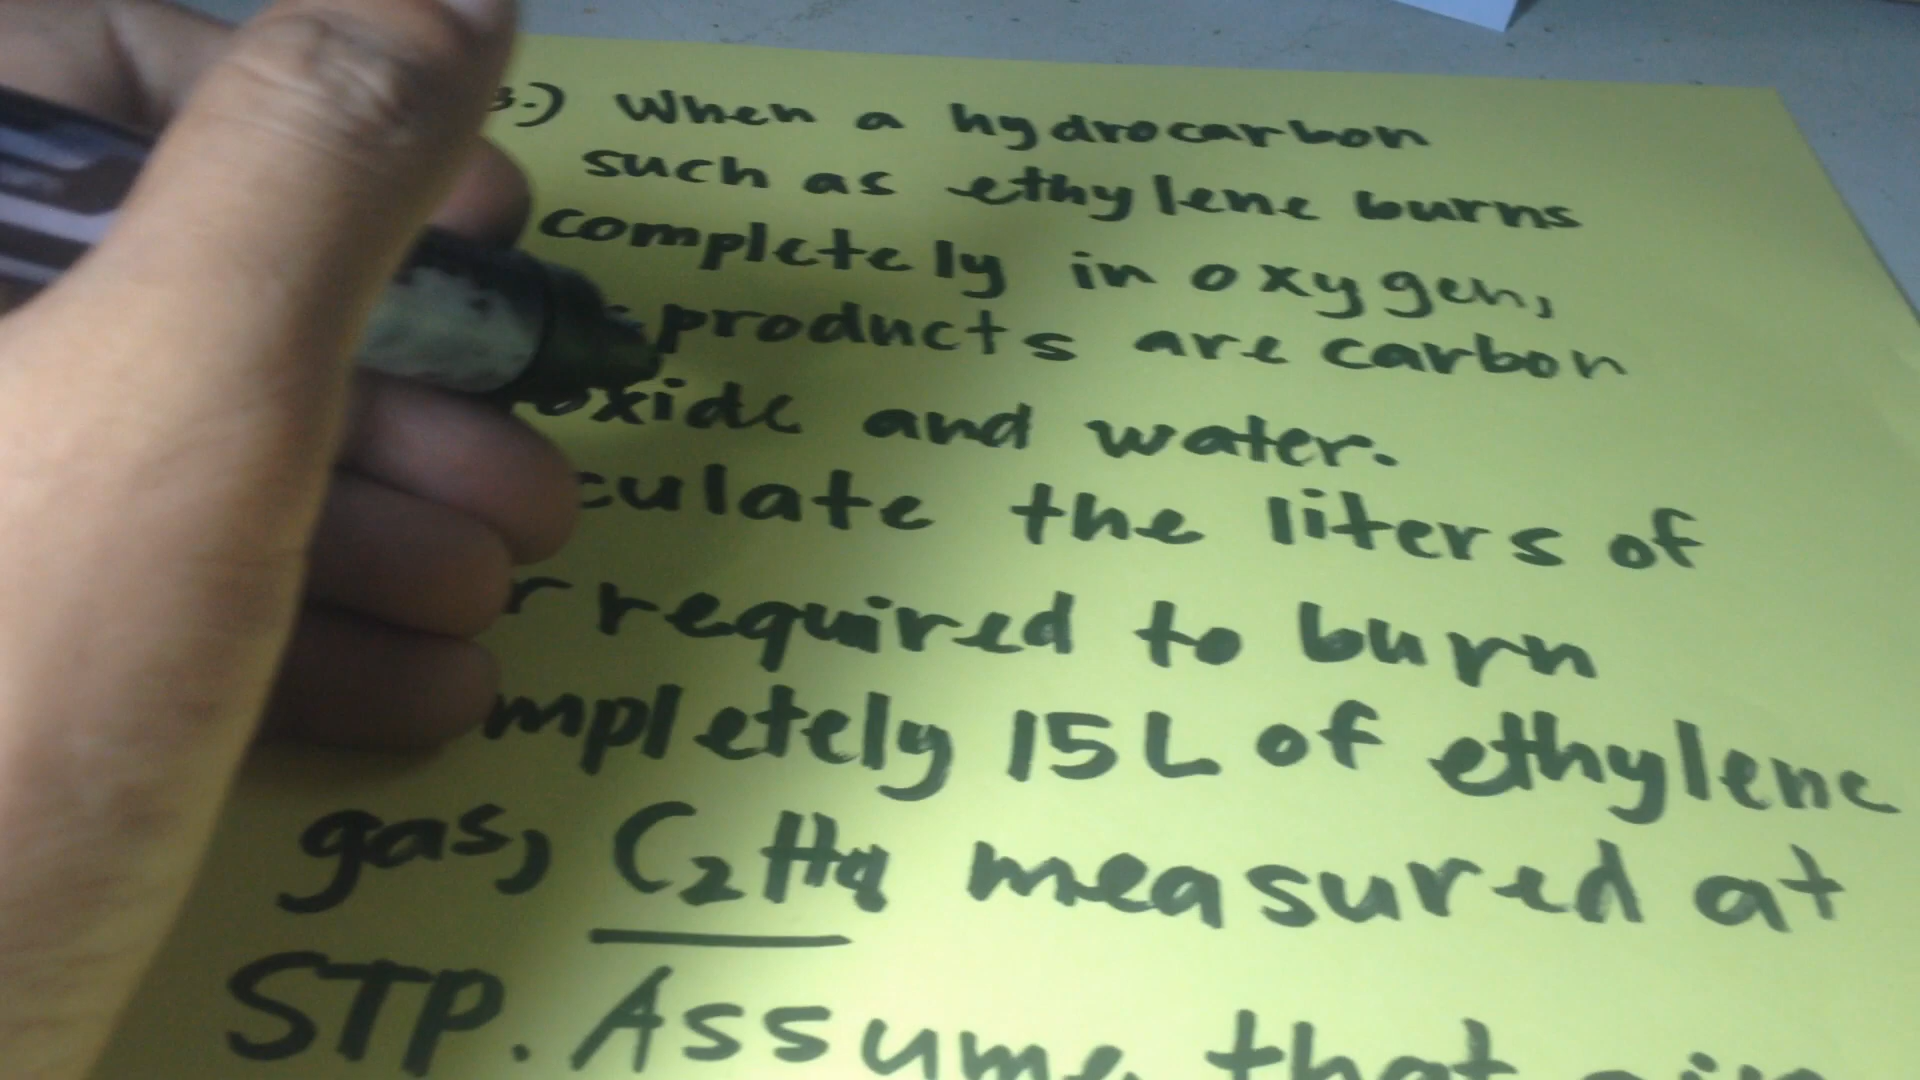 3.) When a hydrocarbon
such as ethylene burns
completely in oxygen,
products are carbon
oxide and water.
culate the liters of
r required to burn
mpletely 15 L of ethylene
gas, C2H4 measured at
STP. Assume that